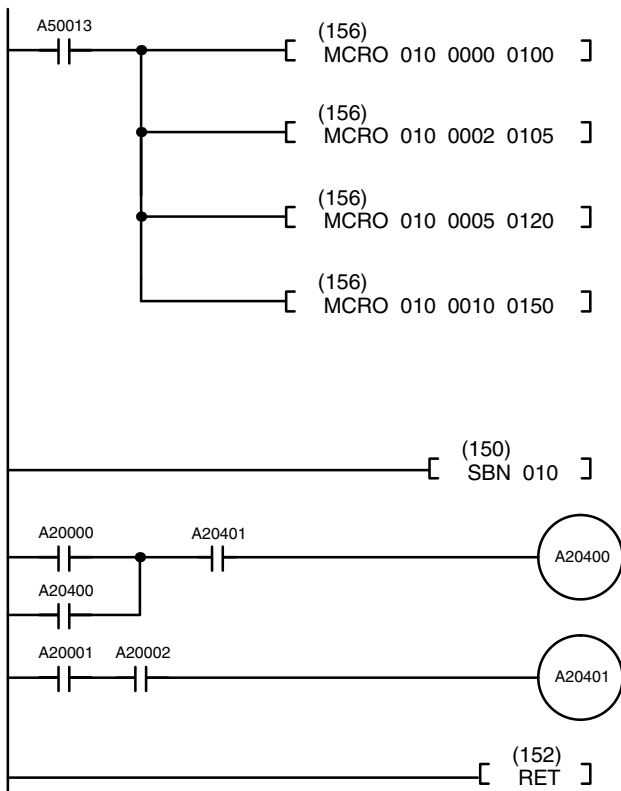 A50013
(156)
MCRO 010 0000 0100
(156)
MCRO 010 0002 0105
(156)
MCRO 010 0005 0120
(156)
MCRO 010 0010 0150
(150)
SBN 010
A20000 A20401
A20400
A20400
A20001 A20002
A20401
(152)
RET